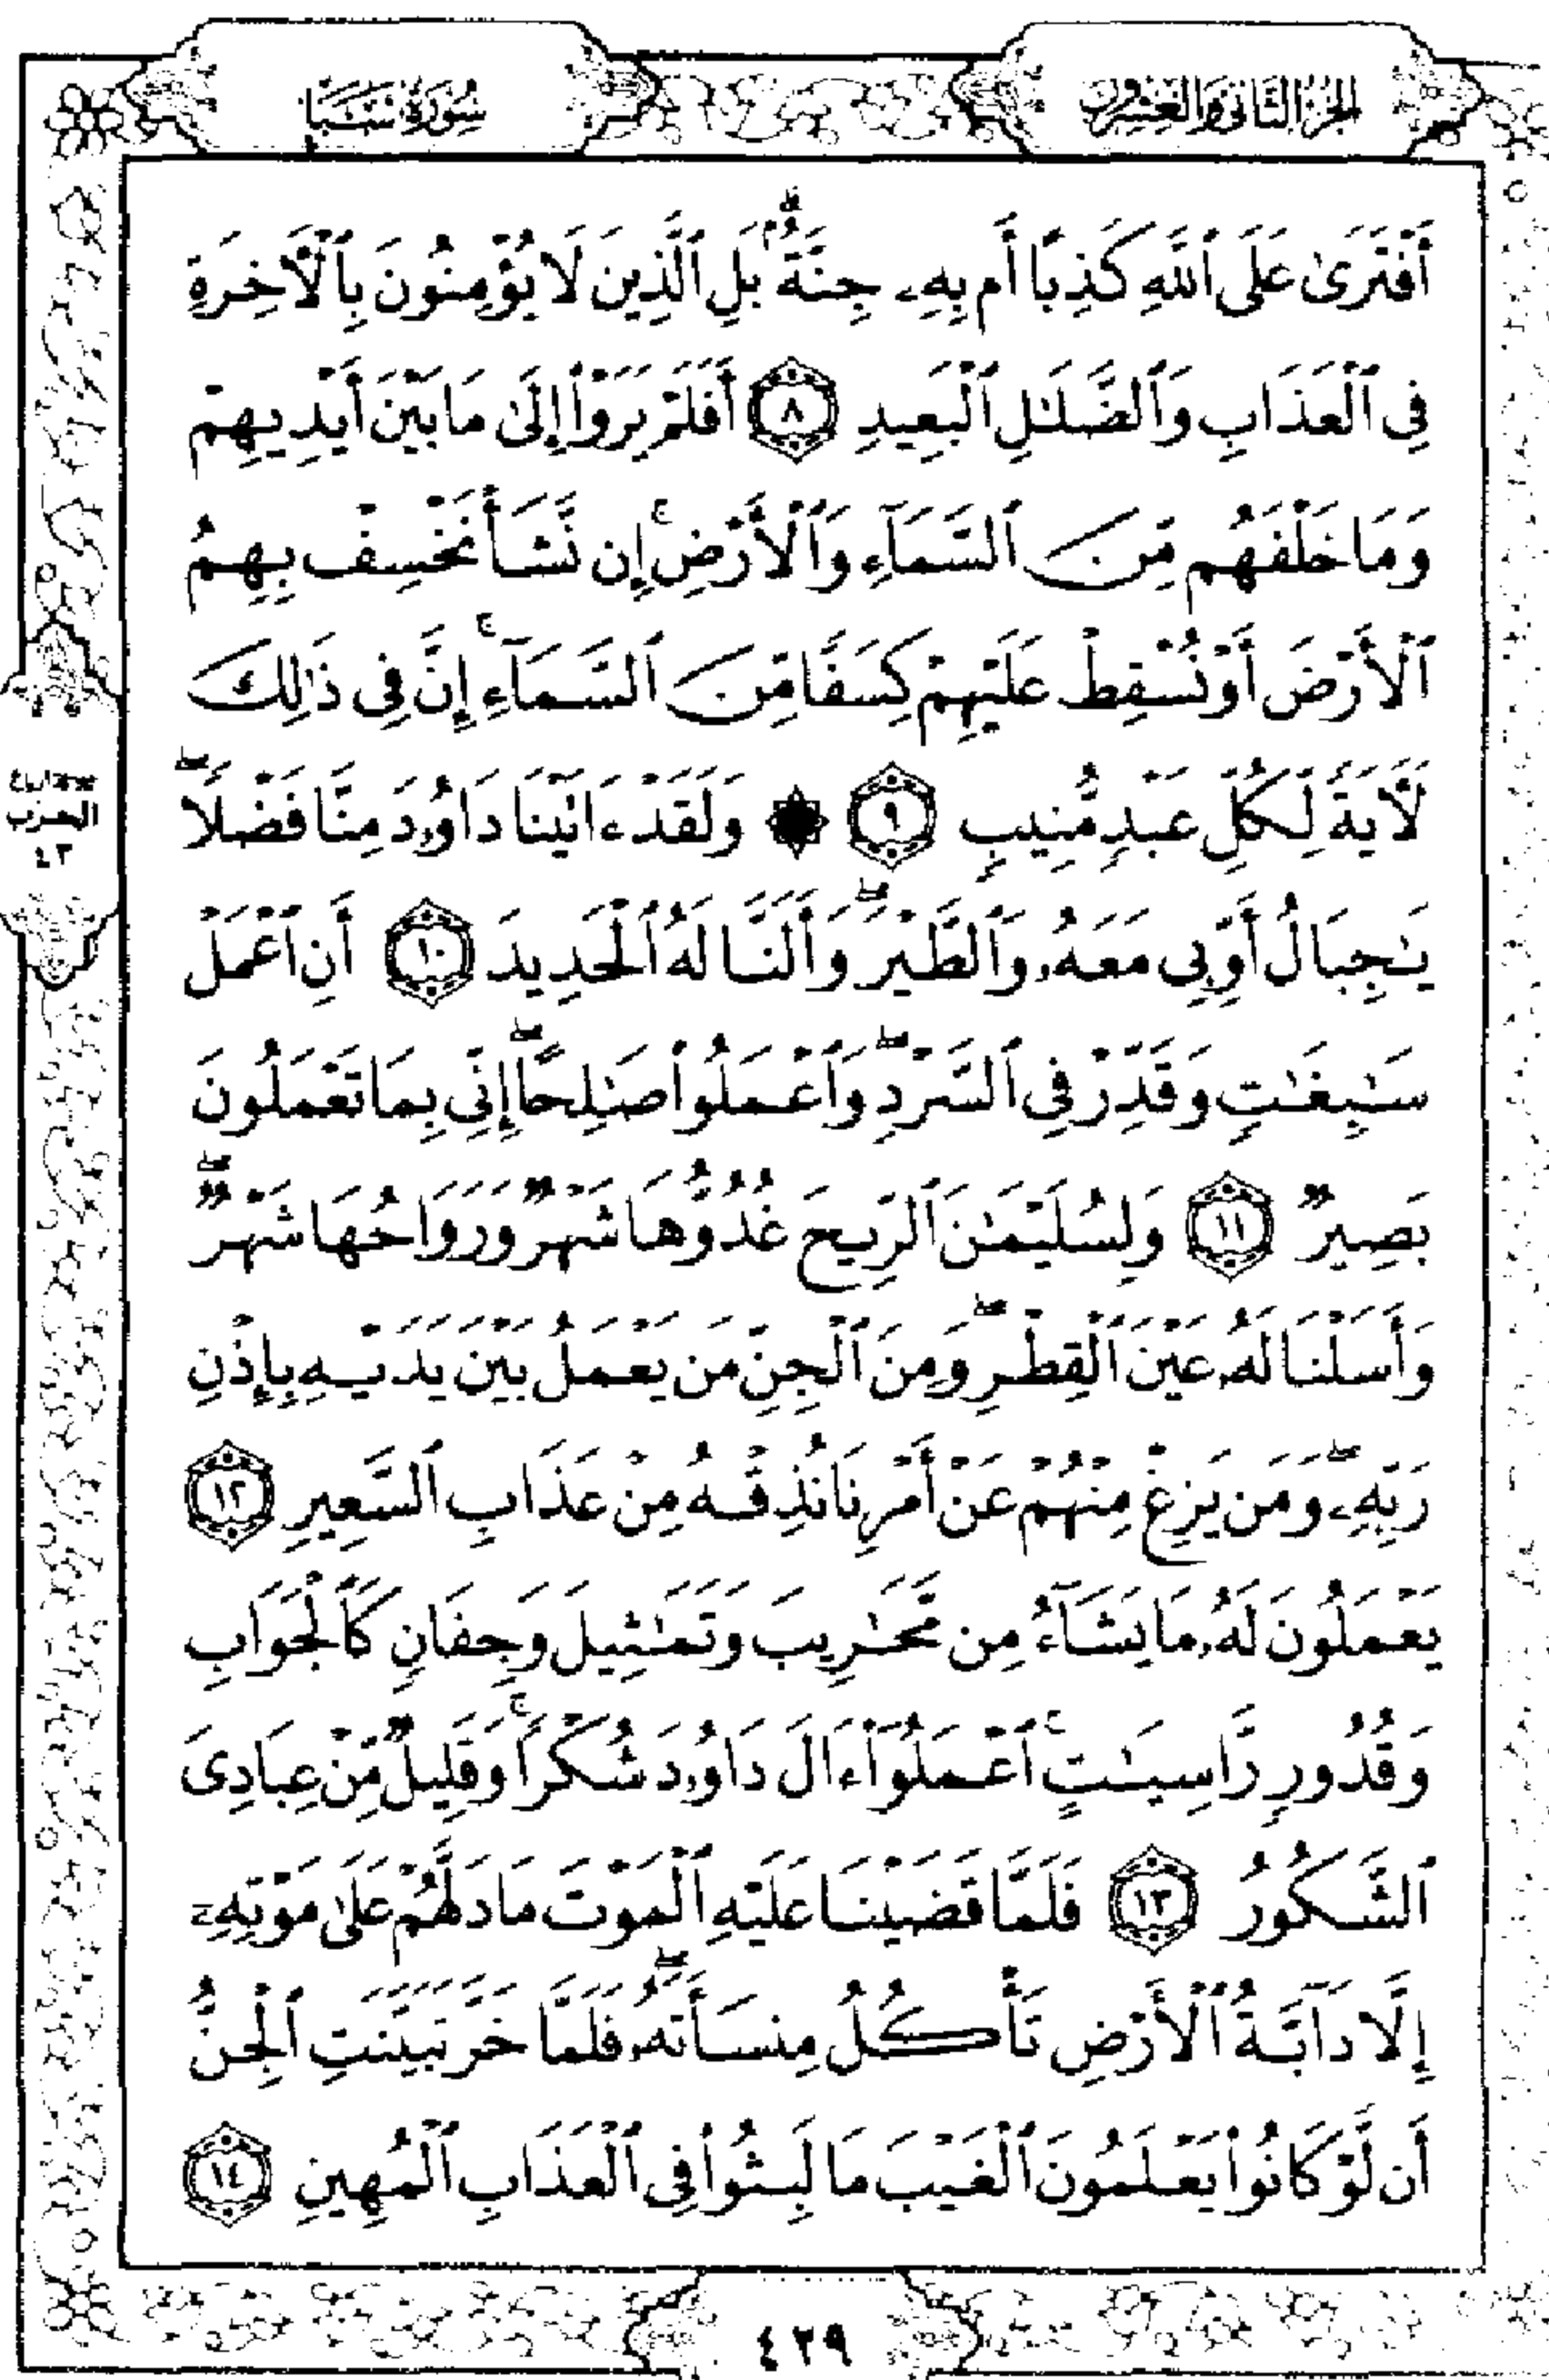 الجزء الثاني والعشرون
سورة سبأ
أَفْتَرَىٰ عَلَى ٱللَّهِ كَذِبًا أَم بِهِۦ جِنَّةٌۢ ۗ بَلِ ٱلَّذِينَ لَا يُؤْمِنُونَ بِٱلْأَخِرَةِ
فِى ٱلْعَذَابِ وَٱلضَّلَـٰلِ ٱلْبَعِيدِ ٨ أَفَلَمْ يَرَوْا۟ إِلَىٰ مَا بَيْنَ أَيْدِيهِمْ
وَمَا خَلْفَهُم مِّنَ ٱلسَّمَآءِ وَٱلْأَرْضِ ۚ إِن نَّشَأْ نَخْسِفْ بِهِمُ
ٱلْأَرْضَ أَوْ نُسْقِطْ عَلَيْهِمْ كِسَفًا مِّنَ ٱلسَّمَآءِ ۚ إِنَّ فِى ذَٰلِكَ
لَـَٔايَةً لِّكُلِّ عَبْدٍ مُّنِيبٍ ٩ ۞ وَلَقَدْ ءَاتَيْنَا دَاوُۥدَ مِنَّا فَضْلًا ۖ
يَـٰجِبَالُ أَوِّبِى مَعَهُۥ وَٱلطَّيْرَ ۖ وَأَلَنَّا لَهُ ٱلْحَدِيدَ ١٠ أَنِ ٱعْمَلْ
سَـٰبِغَـٰتٍ وَقَدِّرْ فِى ٱلسَّرْدِ ۖ وَٱعْمَلُوا۟ صَـٰلِحًا ۖ إِنِّى بِمَا تَعْمَلُونَ
بَصِيرٌ ١١ وَلِسُلَيْمَـٰنَ ٱلرِّيحَ غُدُوُّهَا شَهْرٌ وَرَوَاحُهَا شَهْرٌ ۖ
وَأَسَلْنَا لَهُۥ عَيْنَ ٱلْقِطْرِ ۖ وَمِنَ ٱلْجِنِّ مَن يَعْمَلُ بَيْنَ يَدَيْهِ بِإِذْنِ
رَبِّهِۦ ۖ وَمَن يَزِغْ مِنْهُمْ عَنْ أَمْرِنَا نُذِقْهُ مِنْ عَذَابِ ٱلسَّعِيرِ ١٢
يَعْمَلُونَ لَهُۥ مَا يَشَآءُ مِن مَّحَـٰرِيبَ وَتَمَـٰثِيلَ وَجِفَانٍ كَٱلْجَوَابِ
وَقُدُورٍ رَّاسِيَـٰتٍ ۚ ٱعْمَلُوٓا۟ ءَالَ دَاوُۥدَ شُكْرًا ۚ وَقَلِيلٌ مِّنْ عِبَادِىَ
ٱلشَّكُورُ ١٣ فَلَمَّا قَضَيْنَا عَلَيْهِ ٱلْمَوْتَ مَا دَلَّهُمْ عَلَىٰ مَوْتِهِۦٓ
إِلَّا دَآبَّةُ ٱلْأَرْضِ تَأْكُلُ مِنسَأَتَهُۥ ۖ فَلَمَّا خَرَّ تَبَيَّنَتِ ٱلْجِنُّ
أَن لَّوْ كَانُوا۟ يَعْلَمُونَ ٱلْغَيْبَ مَا لَبِثُوا۟ فِى ٱلْعَذَابِ ٱلْمُهِينِ ١٤
الحزب
٤٣
٤٢٩